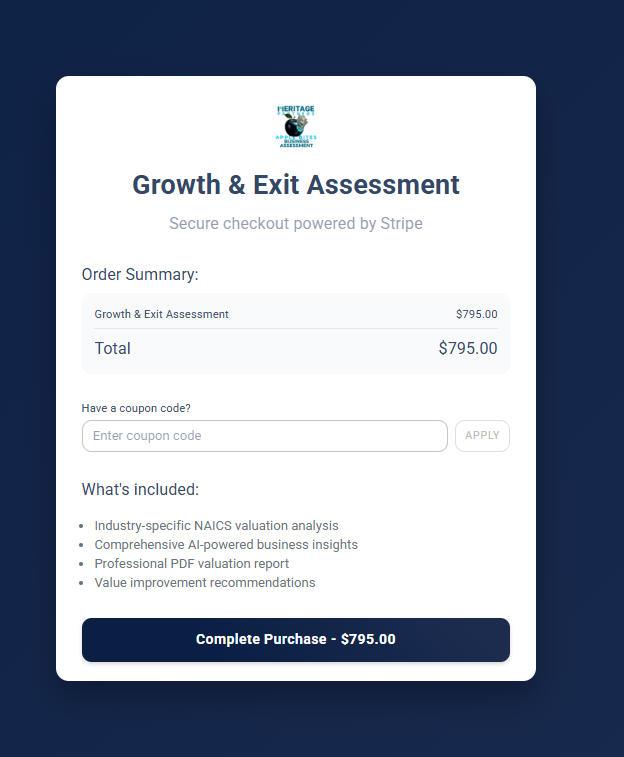 HERITAGE
APPLE BITES
BUSINESS
ASSESSMENT
Growth & Exit Assessment
Secure checkout powered by Stripe
Order Summary:
Growth & Exit Assessment $795.00
Total $795.00
Have a coupon code?
Enter coupon code APPLY
What's included:
Industry-specific NAICS valuation analysis
Comprehensive AI-powered business insights
Professional PDF valuation report
Value improvement recommendations
Complete Purchase - $795.00